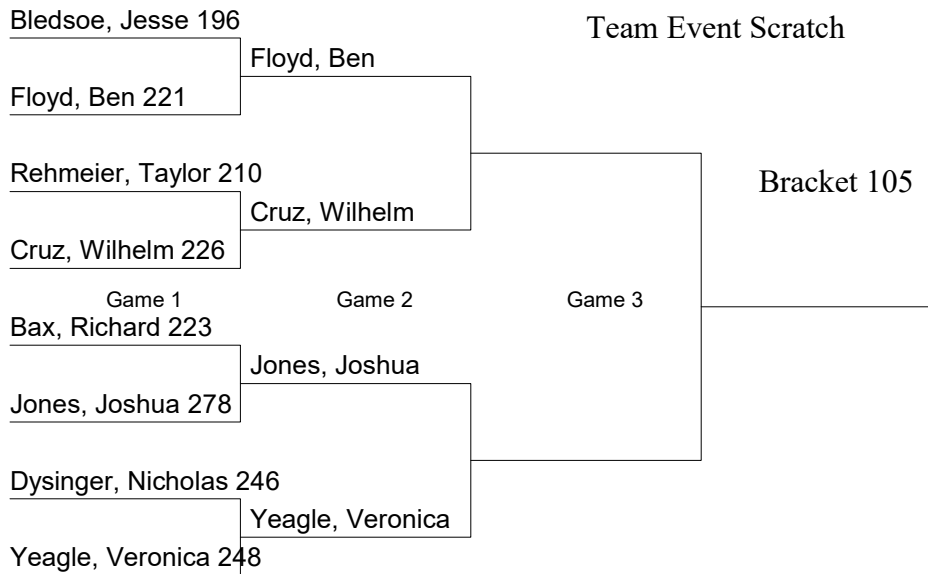 Bledsoe, Jesse 196
Team Event Scratch
Floyd, Ben
Floyd, Ben 221
Rehmeier, Taylor 210
Bracket 105
Cruz, Wilhelm
Cruz, Wilhelm 226
Game 1
Game 2
Game 3
Bax, Richard 223
Jones, Joshua
Jones, Joshua 278
Dysinger, Nicholas 246
Yeagle, Veronica
Yeagle, Veronica 248